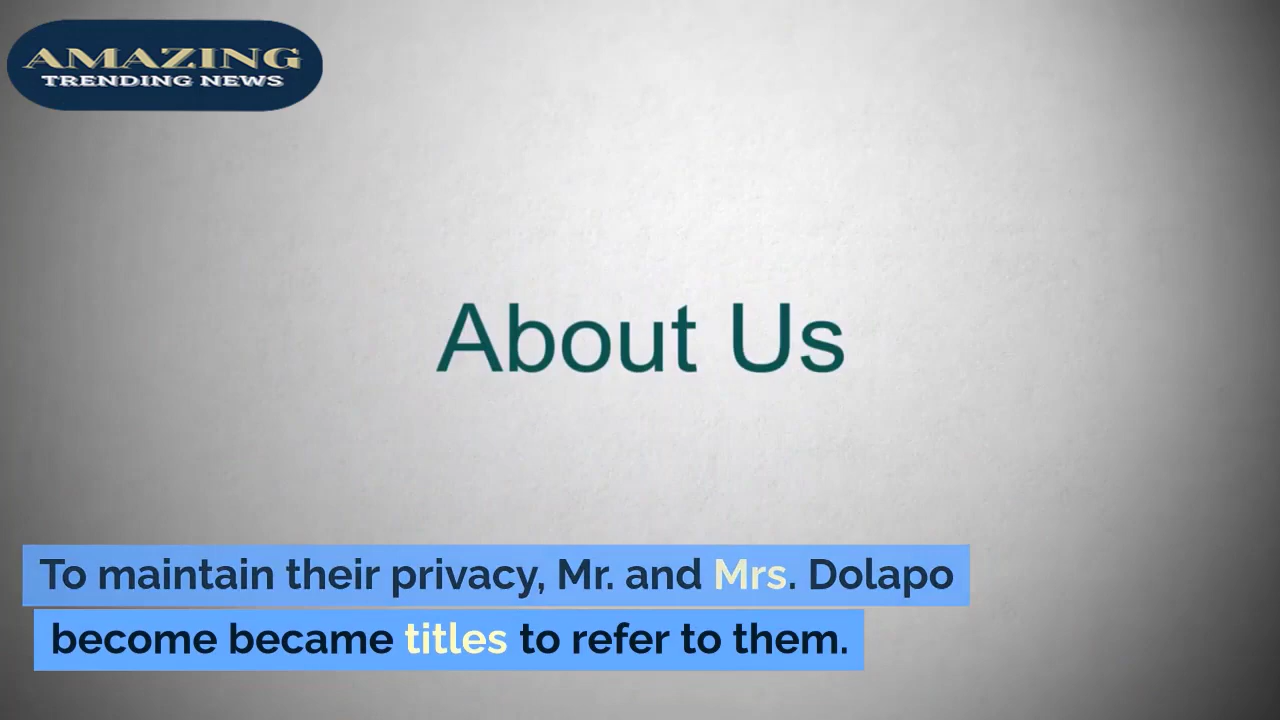 AMAZING
TRENDING NEWS
About Us
To maintain their privacy, Mr. and Mrs. Dolapo
become became titles to refer to them.